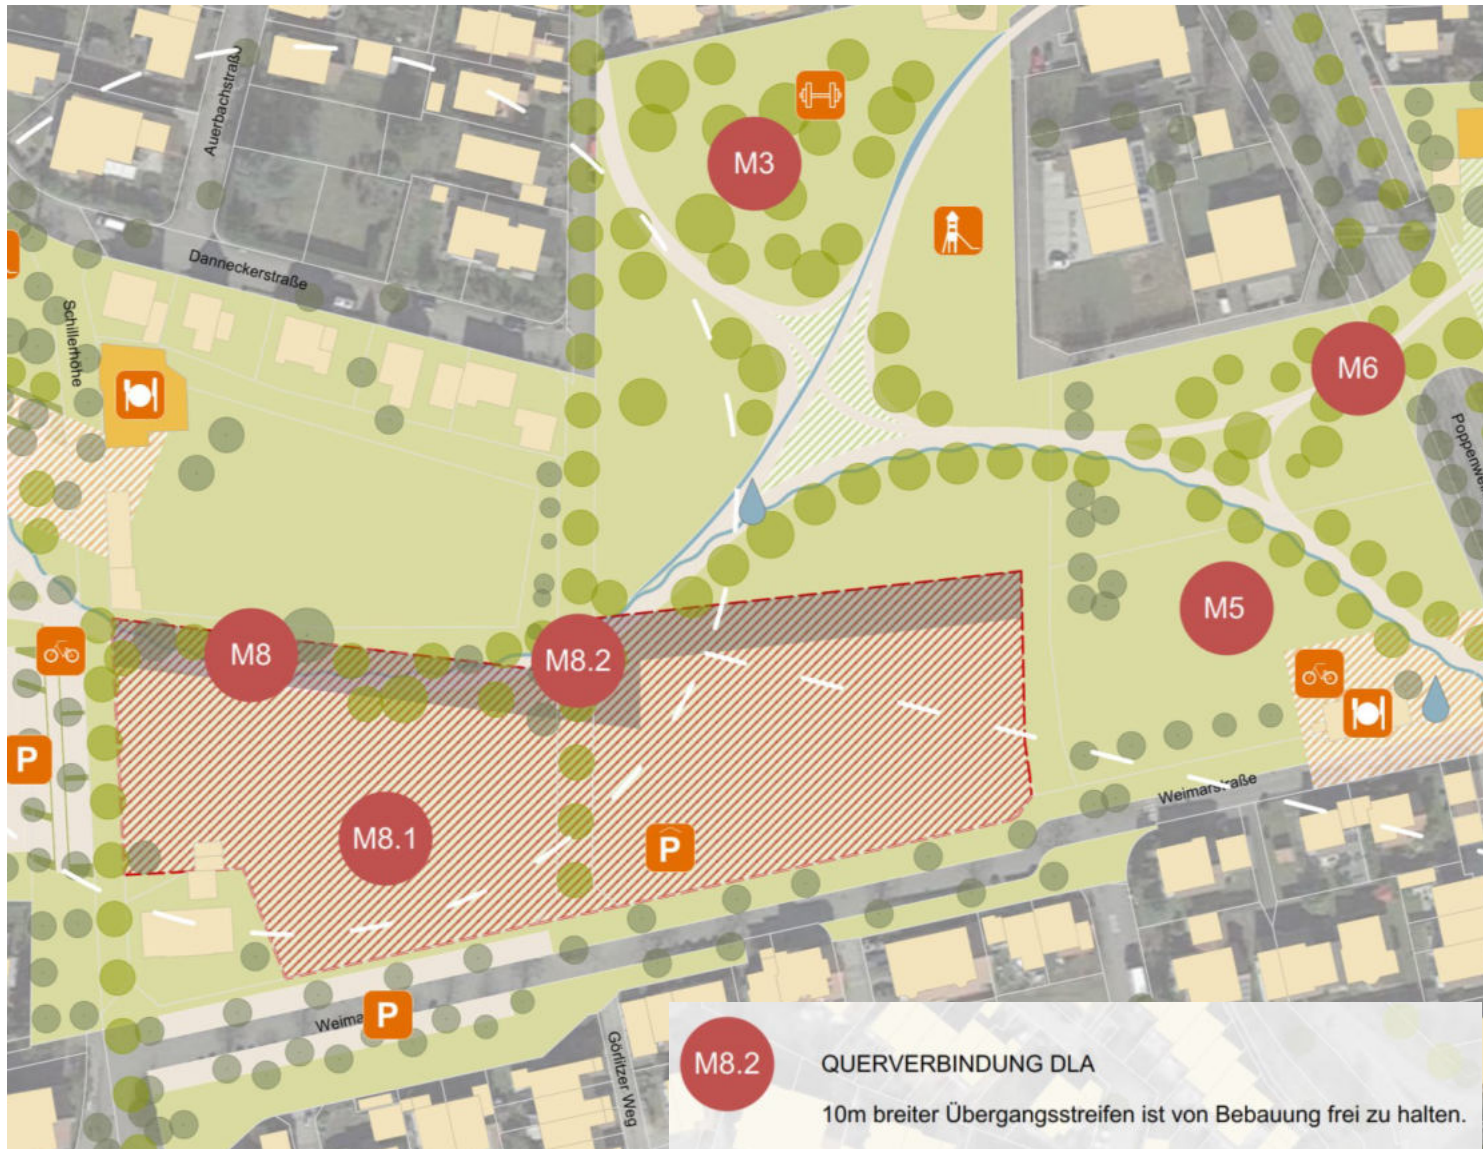 Auerbachstraße
M3
Danneckerstraße
Schillerhöhe
M6
M5
M8
M8.2
P
M8.1
P
Weimarstraße
P
Görlitzer Weg
M8.2
QUERVERBINDUNG DLA
10m breiter Übergangsstreifen ist von Bebauung frei zu halten.